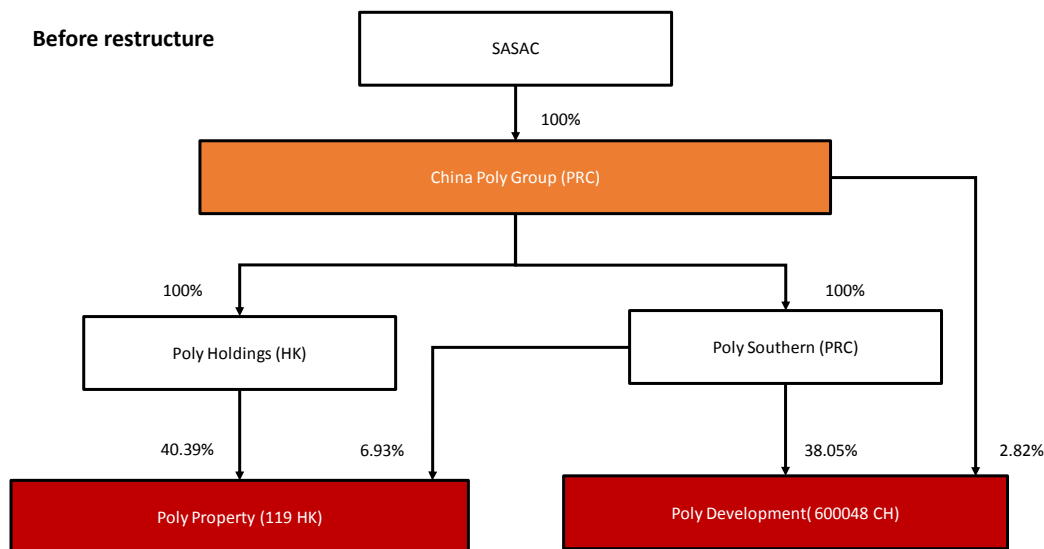 Before restructure
SASAC
100%
China Poly Group (PRC)
100%
100%
Poly Holdings (HK)
Poly Southern (PRC)
40.39%
6.93%
38.05%
2.82%
Poly Property (119 HK)
Poly Development( 600048 CH)